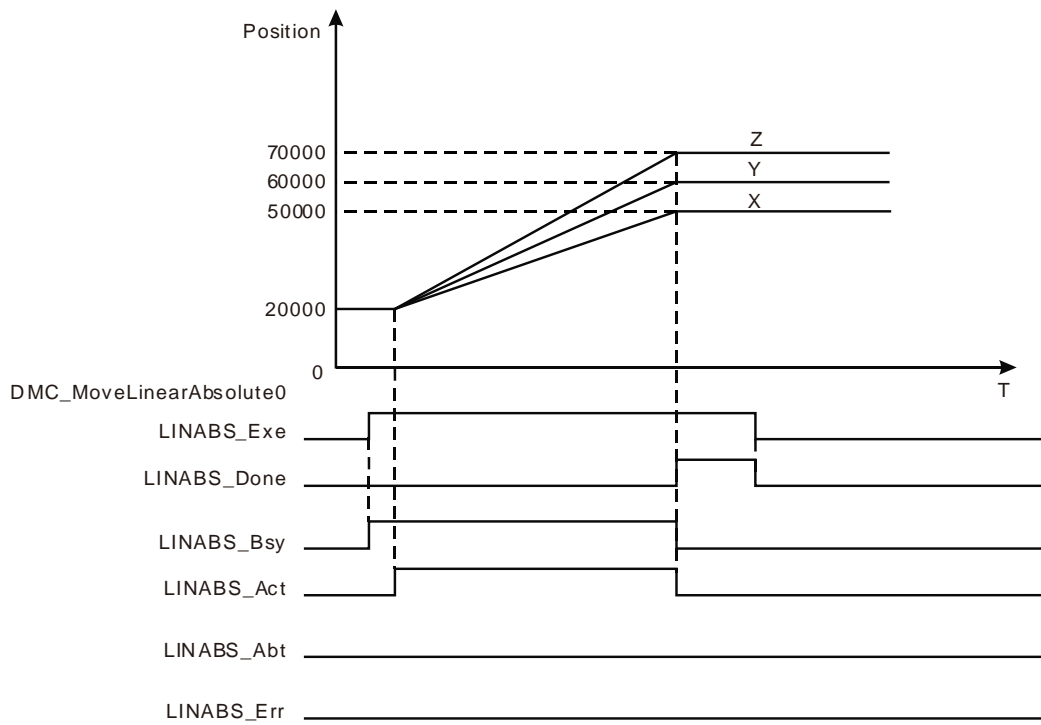 Position
Z
70000
Y
60000
X
50000
20000
0
T
DMC_MoveLinearAbsolute0
LINABS_Exe
LINABS_Done
LINABS_Bsy
LINABS_Act
LINABS_Abt
LINABS_Err